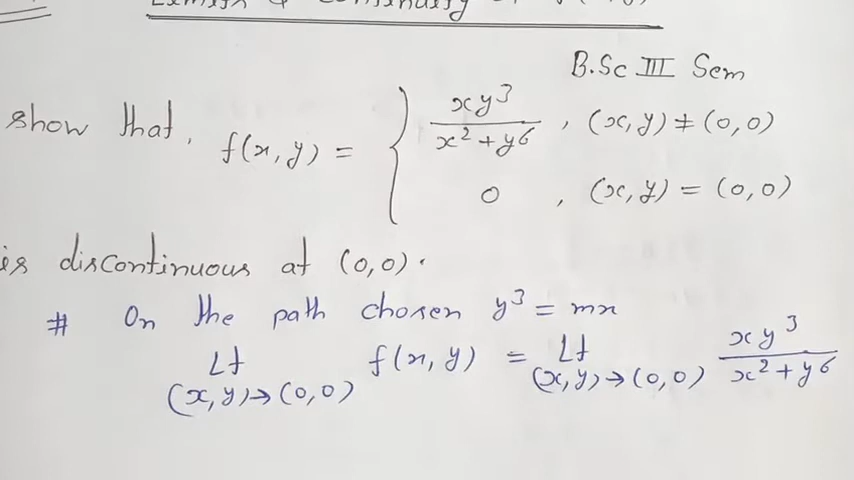 & Continuity
B.Sc III Sem
show that, f(x, y) = { xy³ / x² + y⁶ , (x, y) ≠ (0, 0)
0 , (x, y) = (0, 0)
is discontinuous at (0, 0).
# On the path chosen y³ = mx
Lt f(x, y) = Lt xy³ / x² + y⁶
(x, y) → (0, 0) (x, y) → (0, 0)